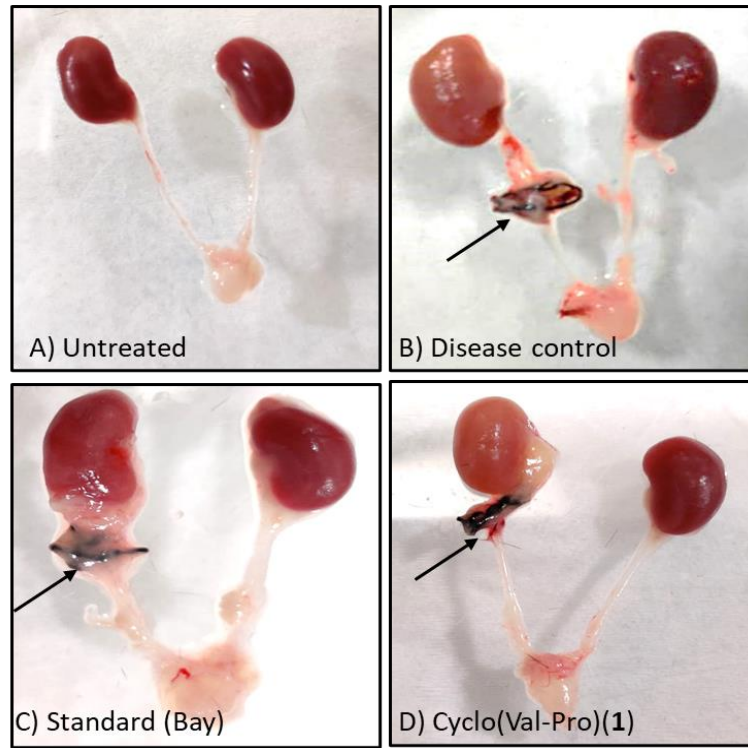 A) Untreated
B) Disease control
C) Standard (Bay)
D) Cyclo(Val-Pro)(1)